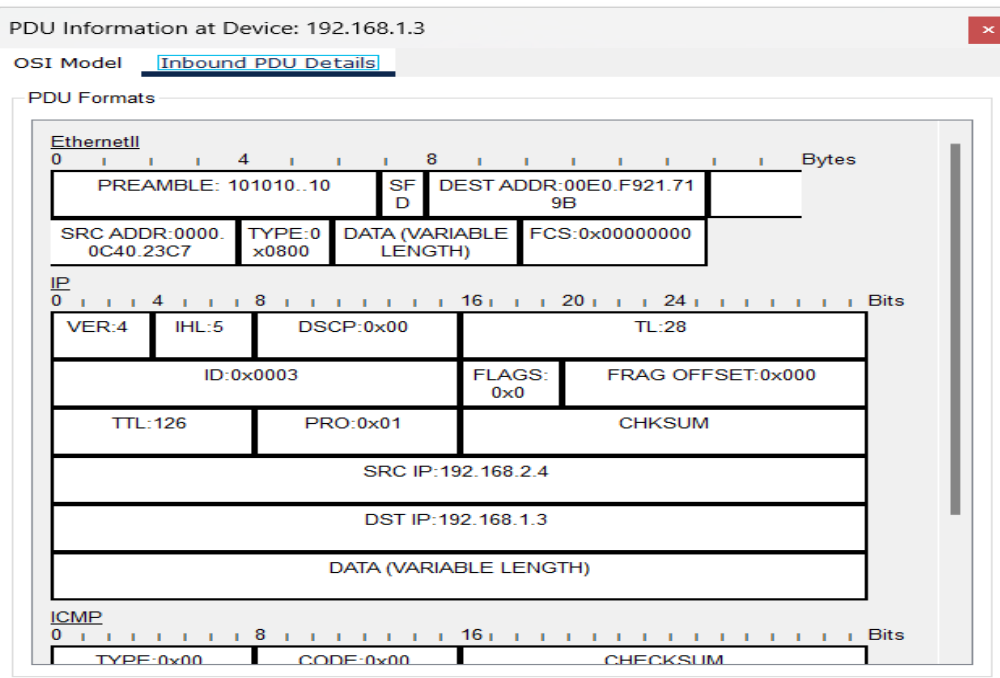 PDU Information at Device: 192.168.1.3
OSI Model Inbound PDU Details
PDU Formats
EthernetII
0 4 8 Bytes
PREAMBLE: 101010..10 SF DEST ADDR:00E0.F921.71
D 9B
SRC ADDR:0000. TYPE:0 DATA (VARIABLE FCS:0x00000000
0C40.23C7 x0800 LENGTH)
IP
0 4 8 16 20 24 Bits
VER:4 IHL:5 DSCP:0x00 TL:28
ID:0x0003 FLAGS: FRAG OFFSET:0x000
0x0
TTL:126 PRO:0x01 CHKSUM
SRC IP:192.168.2.4
DST IP:192.168.1.3
DATA (VARIABLE LENGTH)
ICMP
0 8 16 Bits
TYPE:0x00 CODE:0x00 CHECKSUM